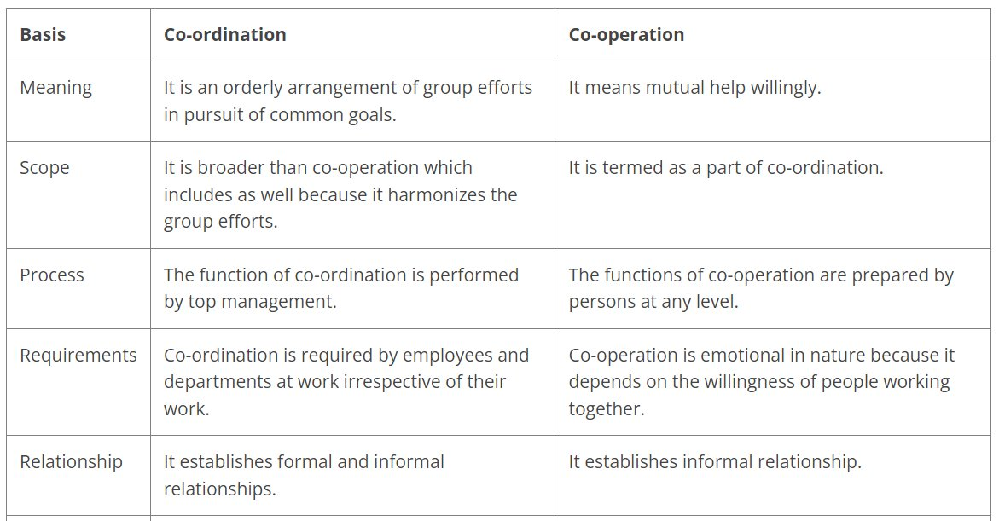 Basis Co-ordination Co-operation
Meaning It is an orderly arrangement of group efforts It means mutual help willingly.
in pursuit of common goals.
Scope It is broader than co-operation which It is termed as a part of co-ordination.
includes as well because it harmonizes the
group efforts.
Process The function of co-ordination is performed The functions of co-operation are prepared by
by top management. persons at any level.
Requirements Co-ordination is required by employees and Co-operation is emotional in nature because it
departments at work irrespective of their depends on the willingness of people working
work. together.
Relationship It establishes formal and informal It establishes informal relationship.
relationships.